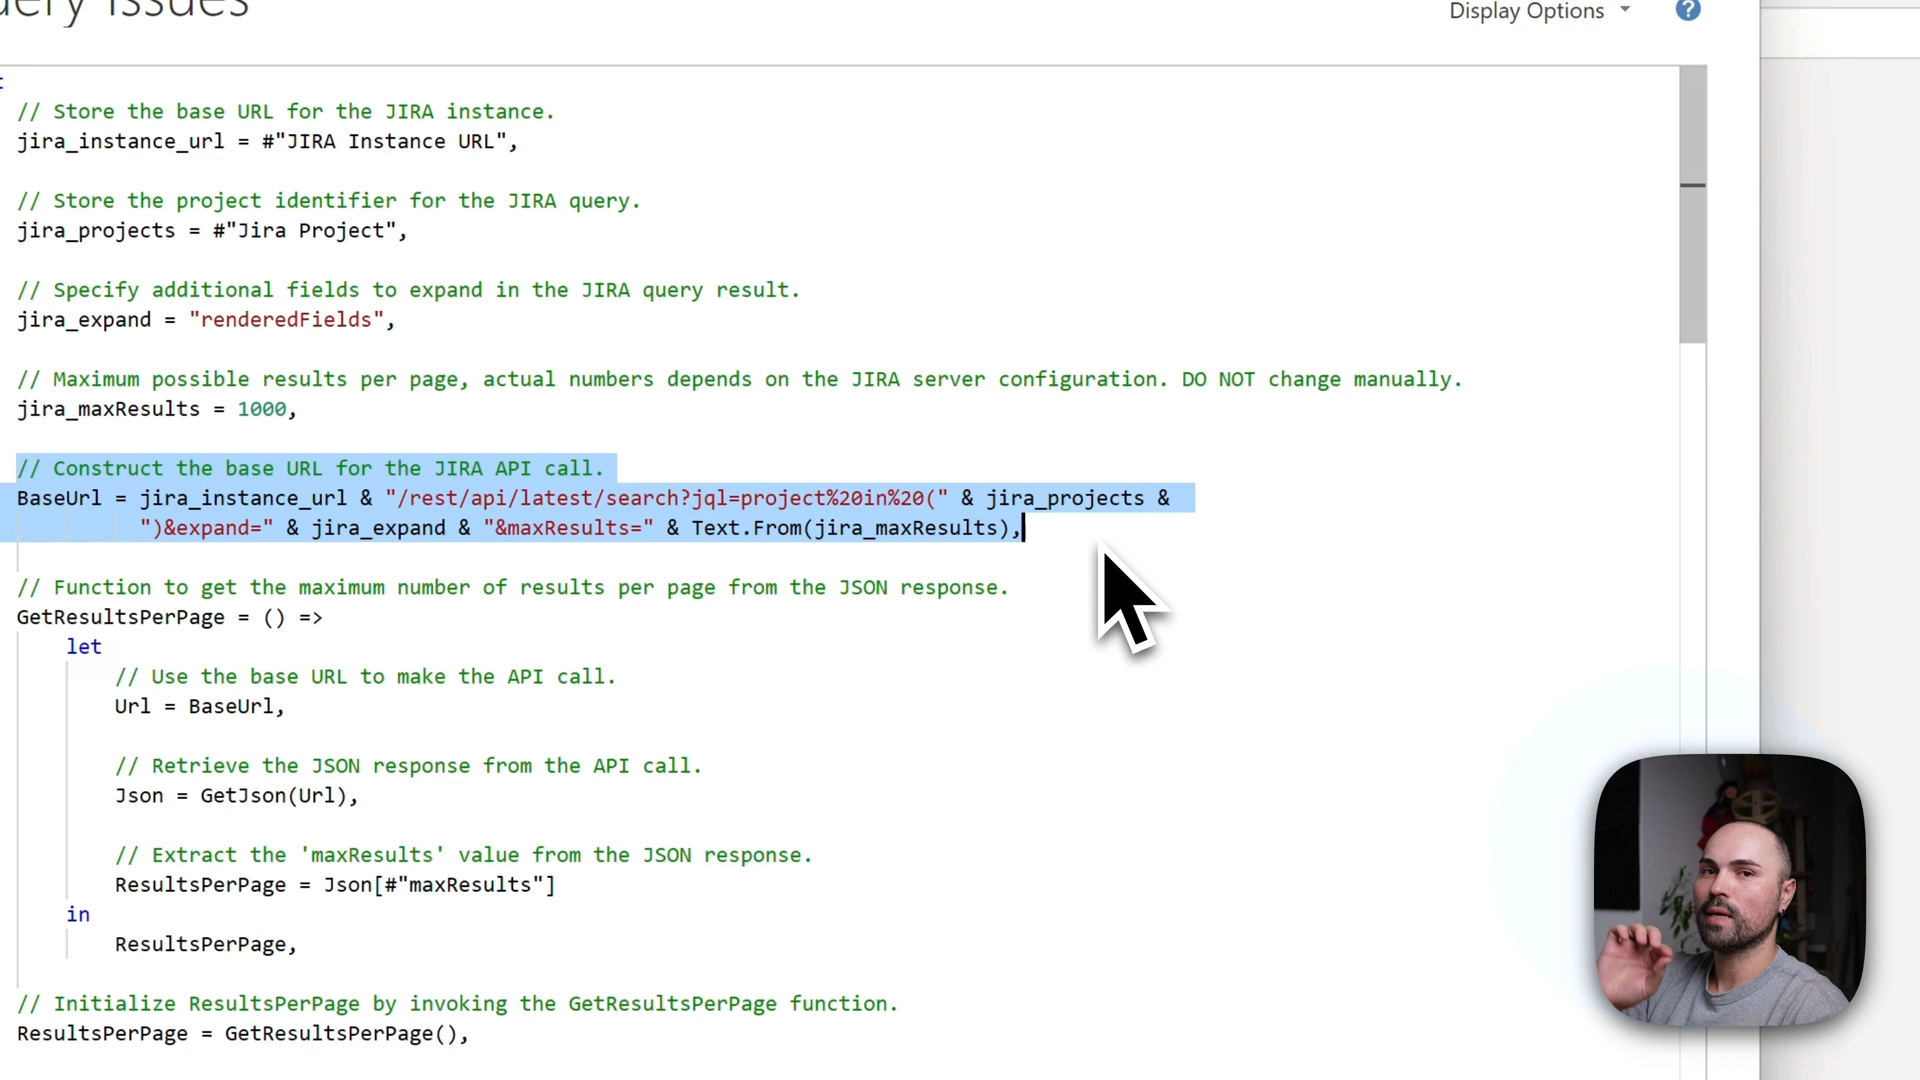 Issues
Display Options
?
// Store the base URL for the JIRA instance.
jira_instance_url = #"JIRA Instance URL",
// Store the project identifier for the JIRA query.
jira_projects = #"Jira Project",
// Specify additional fields to expand in the JIRA query result.
jira_expand = "renderedFields",
// Maximum possible results per page, actual numbers depends on the JIRA server configuration. DO NOT change manually.
jira_maxResults = 1000,
// Construct the base URL for the JIRA API call.
BaseUrl = jira_instance_url & "/rest/api/latest/search?jql=project%20in%20(" & jira_projects &
")&expand=" & jira_expand & "&maxResults=" & Text.From(jira_maxResults),
// Function to get the maximum number of results per page from the JSON response.
GetResultsPerPage = () =>
let
// Use the base URL to make the API call.
Url = BaseUrl,
// Retrieve the JSON response from the API call.
Json = GetJson(Url),
// Extract the 'maxResults' value from the JSON response.
ResultsPerPage = Json[#"maxResults"]
in
ResultsPerPage,
// Initialize ResultsPerPage by invoking the GetResultsPerPage function.
ResultsPerPage = GetResultsPerPage(),